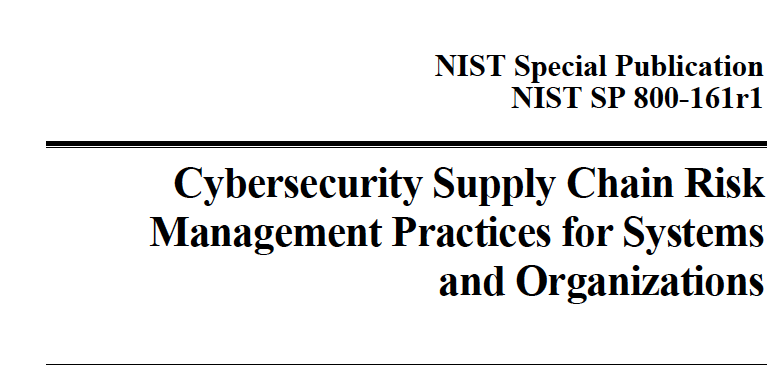 NIST Special Publication
NIST SP 800-161r1
Cybersecurity Supply Chain Risk
Management Practices for Systems
and Organizations